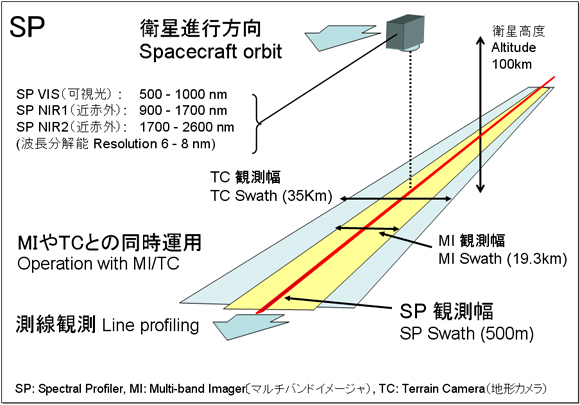 SP
衛星進行方向
Spacecraft orbit
衛星高度
Altitude
100km
SP VIS（可視光）： 500 - 1000 nm
SP NIR1（近赤外）： 900 - 1700 nm
SP NIR2（近赤外）： 1700 - 2600 nm
(波長分解能 Resolution 6 - 8 nm)
TC 観測幅
TC Swath (35Km)
MIやTCとの同時運用
Operation with MI/TC
MI 観測幅
MI Swath (19.3km)
測線観測 Line profiling
SP 観測幅
SP Swath (500m)
SP: Spectral Profiler, MI: Multi-band Imager〔マルチバンドイメージャ〕, TC: Terrain Camera（地形カメラ）